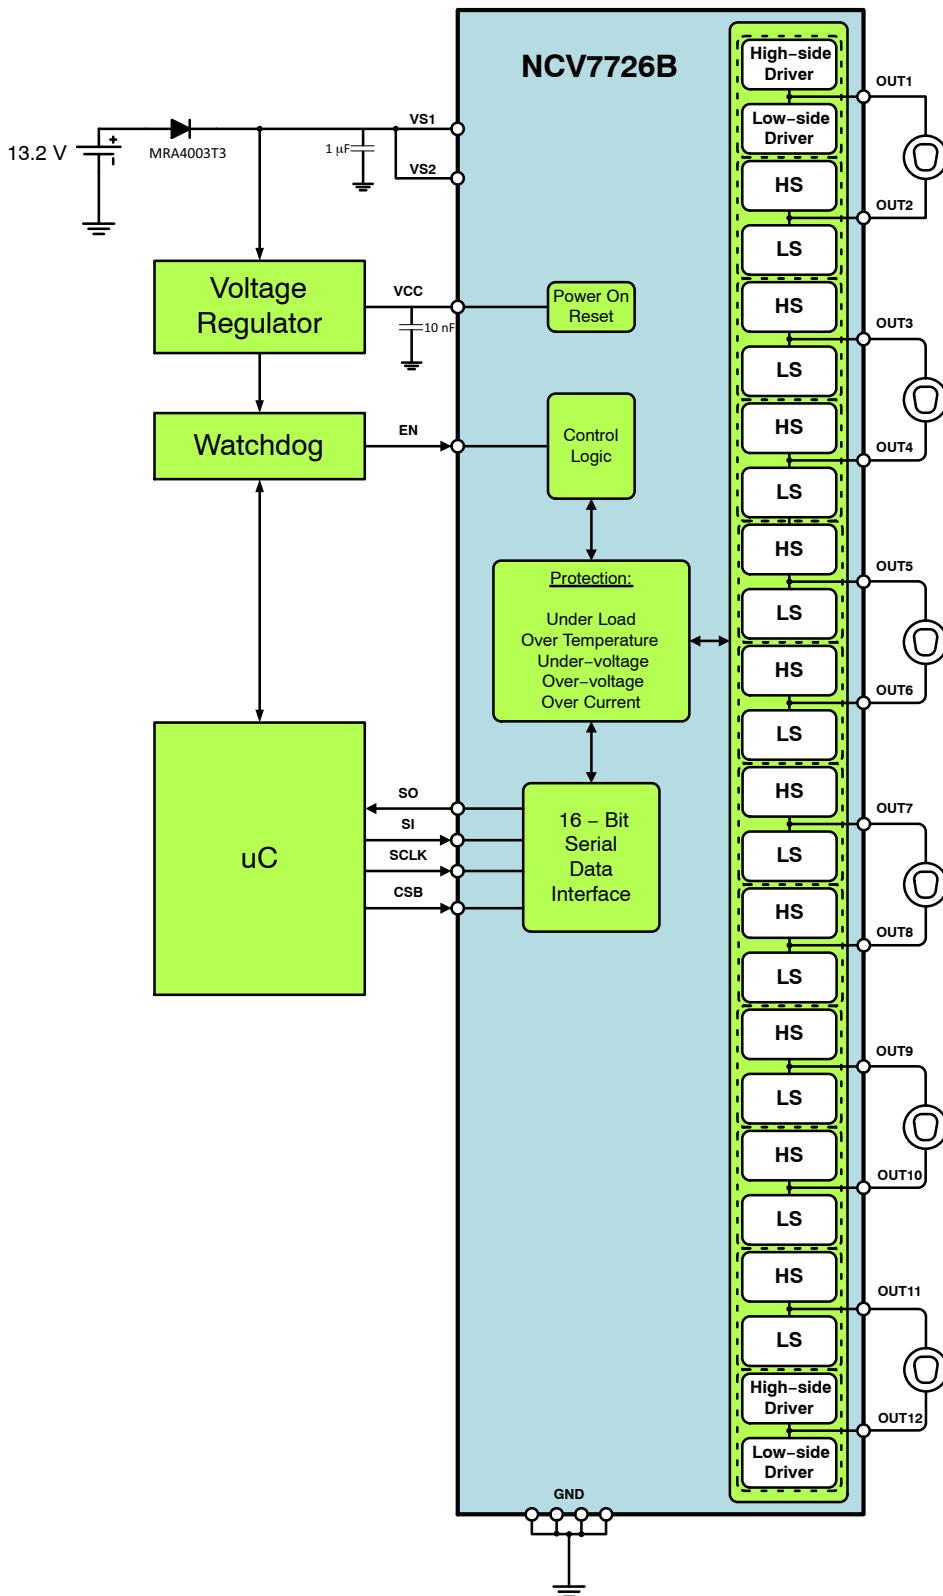 NCV7726B
High-side
Driver
OUT1
Low-side
Driver
VS1
13.2 V
MRA4003T3
1 μF
VS2
HS
OUT2
LS
Voltage
Regulator
VCC
10 nF
Power On
Reset
HS
OUT3
LS
Watchdog
EN
Control
Logic
HS
OUT4
LS
HS
OUT5
Protection:
Under Load
Over Temperature
Under-voltage
Over-voltage
Over Current
LS
HS
OUT6
LS
uC
SO
SI
SCLK
CSB
16 – Bit
Serial
Data
Interface
HS
OUT7
LS
HS
OUT8
LS
HS
OUT9
LS
HS
OUT10
LS
HS
OUT11
LS
High-side
Driver
OUT12
Low-side
Driver
GND